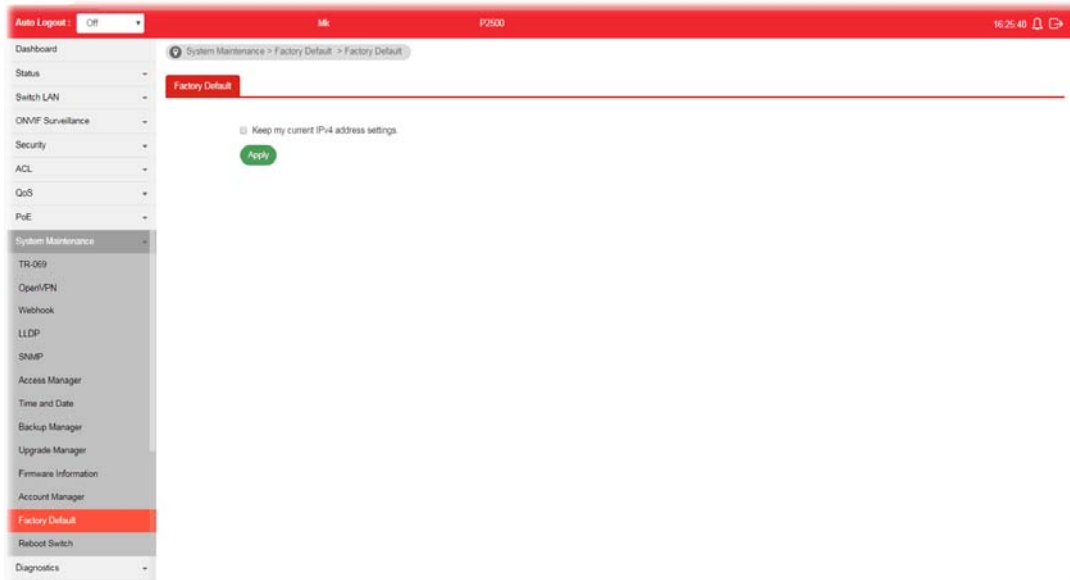 Auto Logout : Off Mk P2500 16:25:40
Dashboard
System Maintenance > Factory Default > Factory Default
Status
Factory Default
Switch LAN
ONVIF Surveillance
Keep my current IPv4 address settings.
Security
Apply
ACL
QoS
PoE
System Maintenance
TR-069
OpenVPN
Webhook
LLDP
SNMP
Access Manager
Time and Date
Backup Manager
Upgrade Manager
Firmware Information
Account Manager
Factory Default
Reboot Switch
Diagnostics